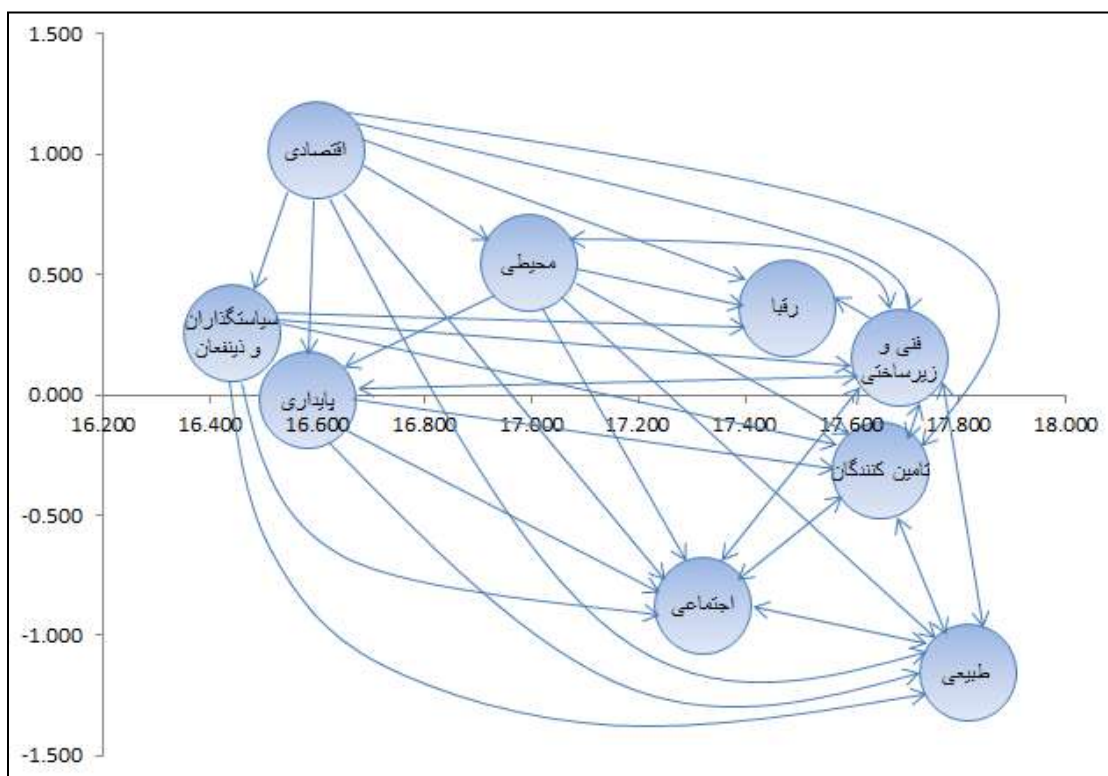 1.500
1.000
0.500
0.000
-0.500
-1.000
-1.500
16.200
16.400
16.600
16.800
17.000
17.200
17.400
17.600
17.800
18.000
اقتصادی
محیطی
رقبا
سیاستگذاران
و ذینفعان
فنی و
زیرساختی
پایداری
تامین کنندگان
اجتماعی
طبیعی